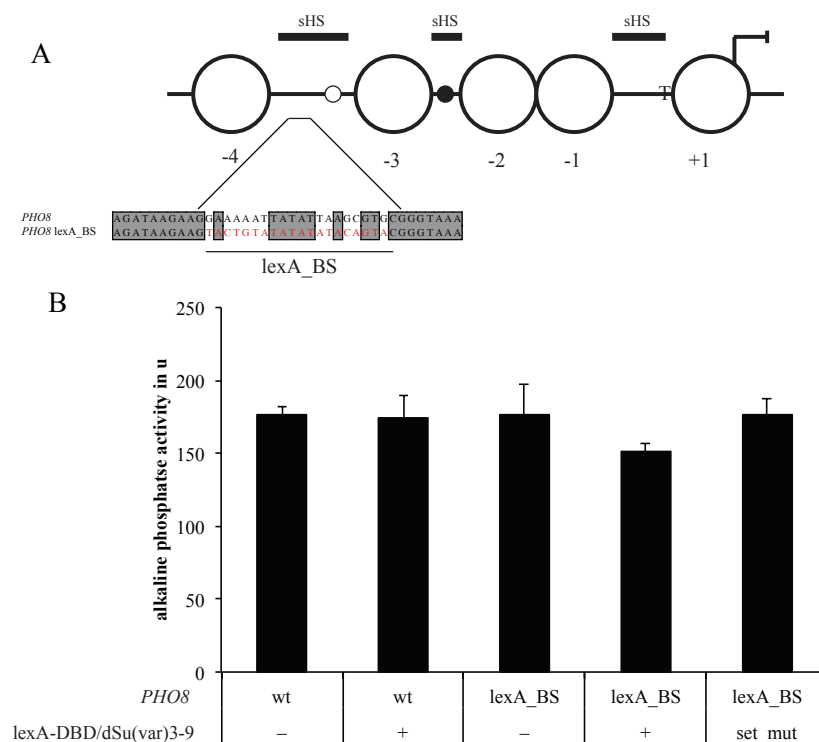 A
sHS sHS sHS
T
-4 -3 -2 -1 +1
PHO8 AGATAAGAAGGAAAAATTATATTAAGCGTGCGGGTAAA
PHO8 lexA_BS AGATAAGAAGTACTGTATATATATATACAGTACGGGTAAA
lexA_BS
B
alkaline phosphatse activity in u
250
200
150
100
50
0
PHO8 wt wt lexA_BS lexA_BS lexA_BS
lexA-DBD/dSu(var)3-9 – + – + set mut